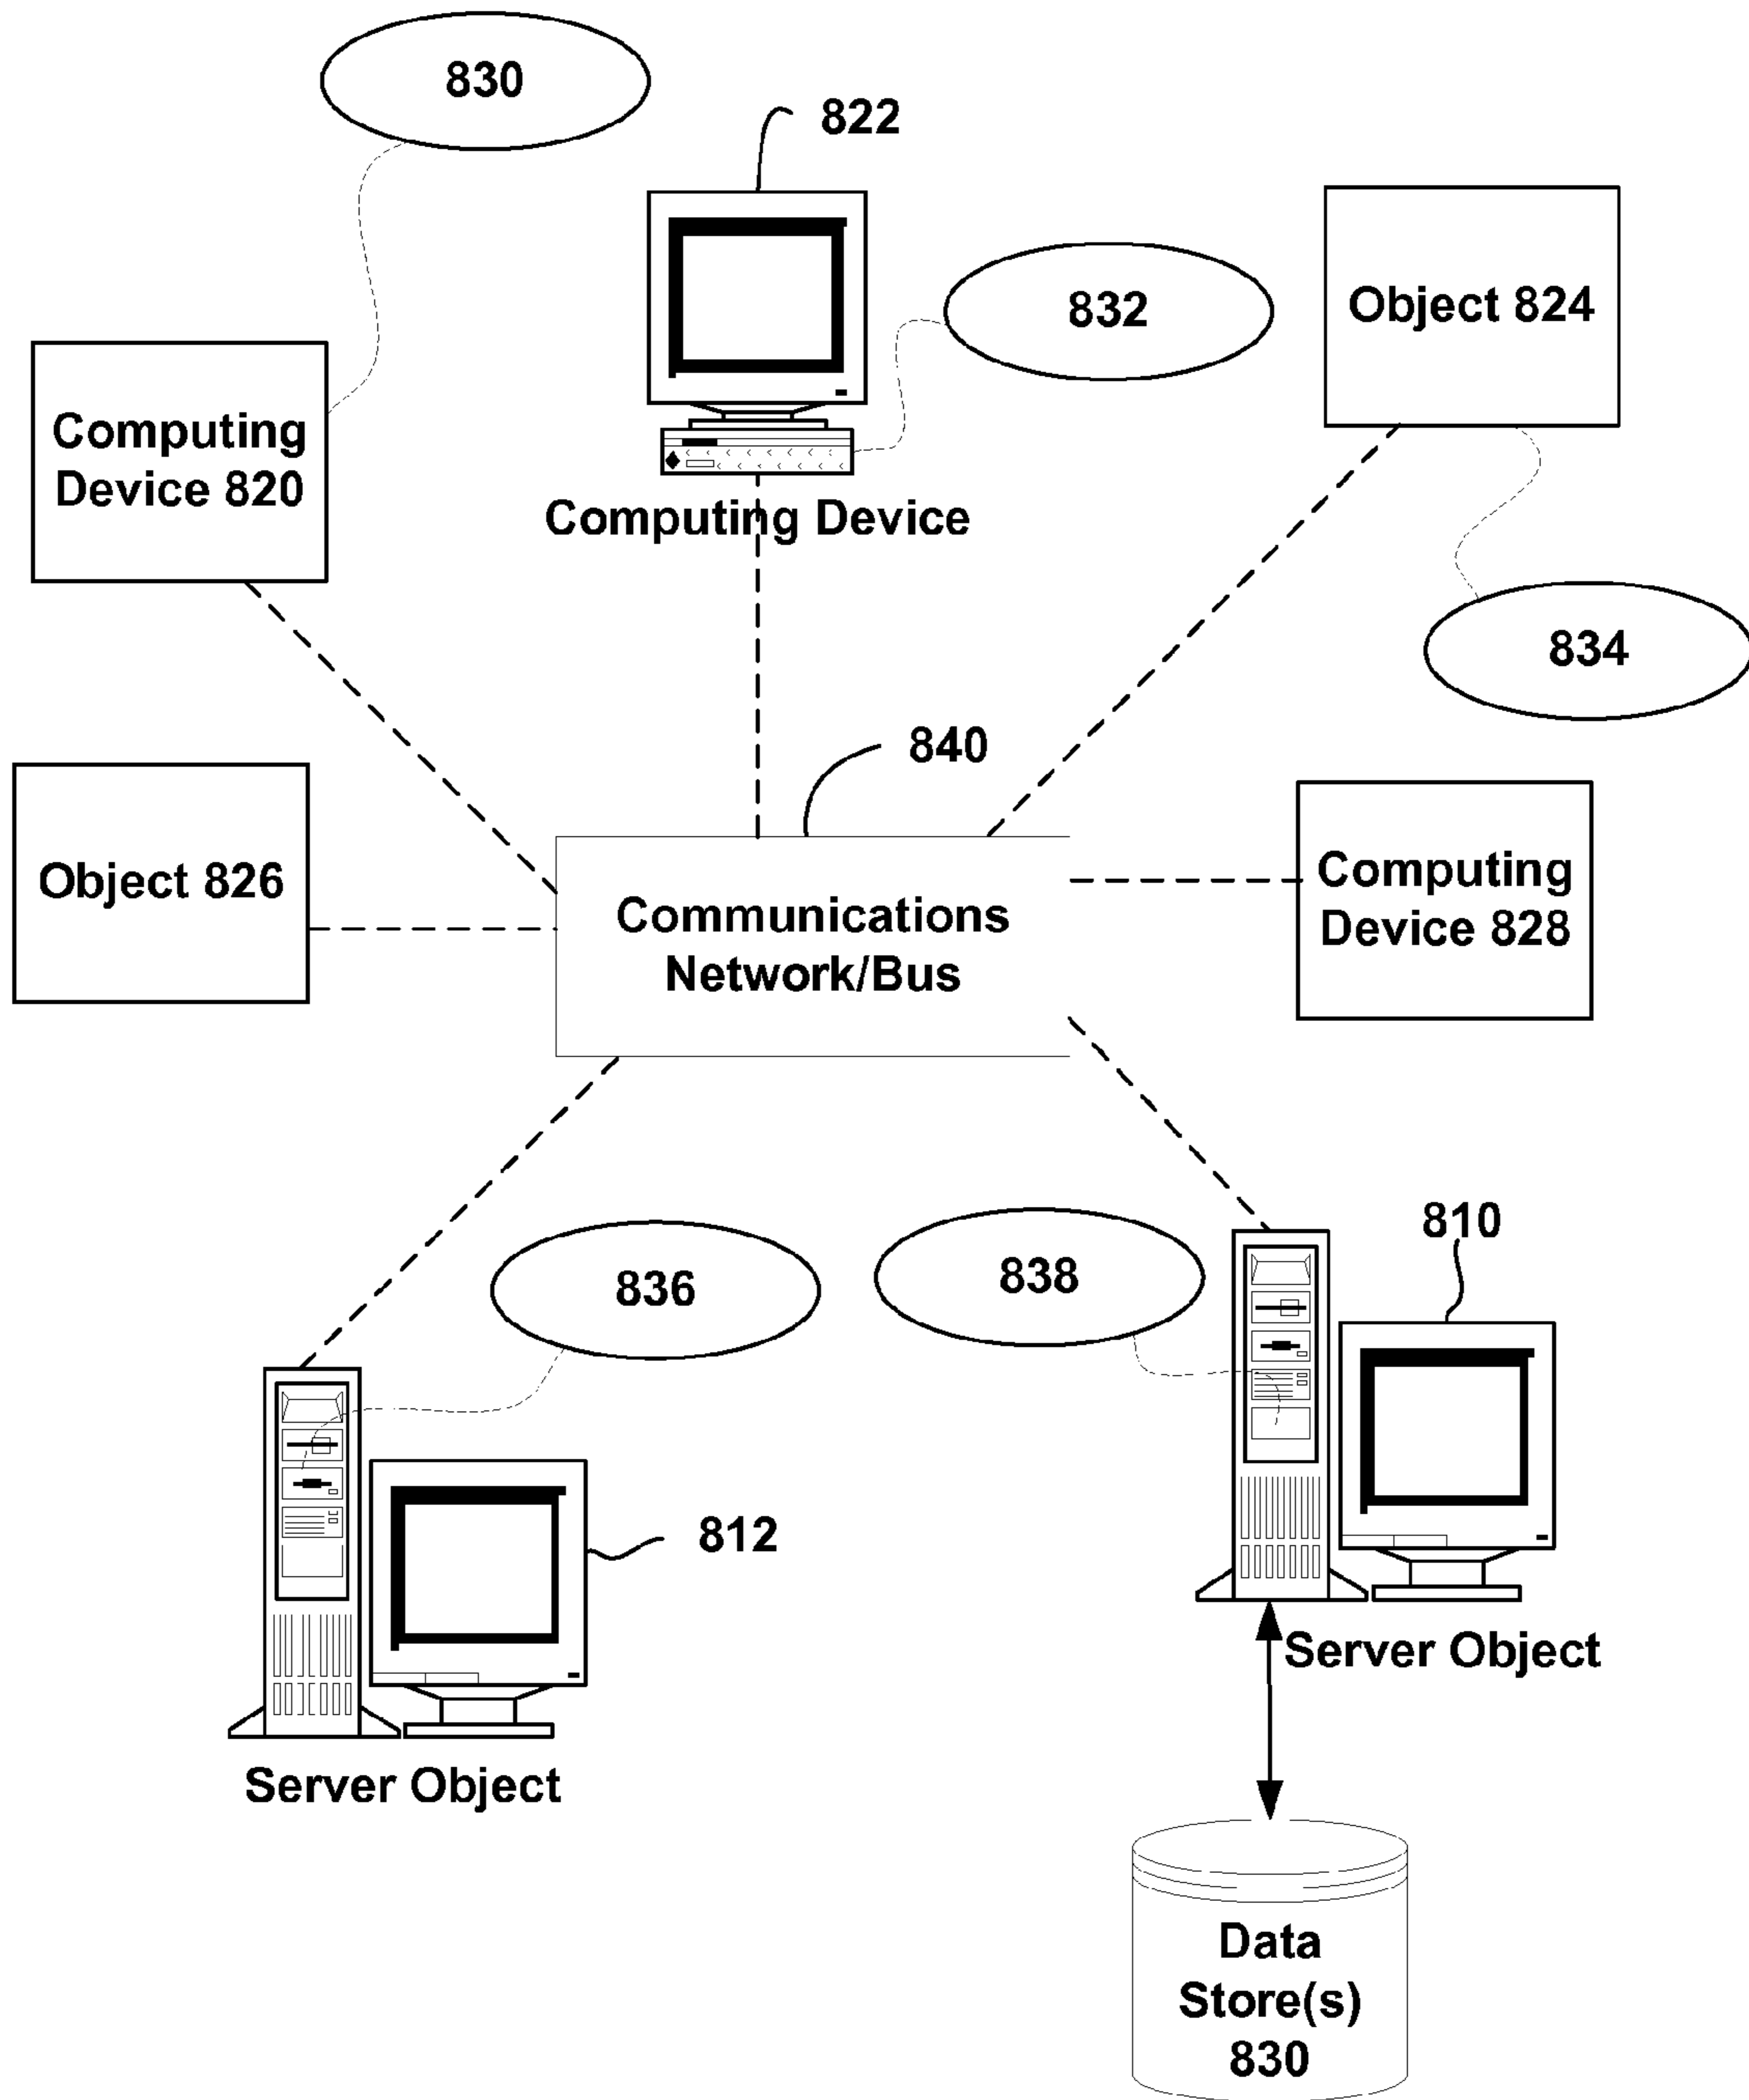 830
822
832
Object 824
Computing
Device 820
Computing Device
834
840
Object 826
Communications
Network/Bus
Computing
Device 828
836
838
810
812
Server Object
Server Object
Data
Store(s)
830